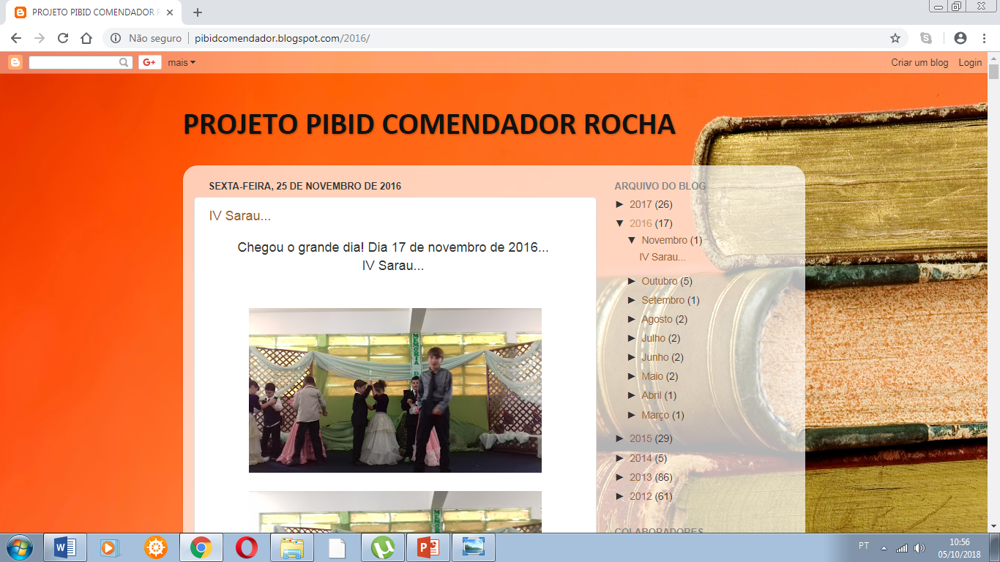 PROJETO PIBID COMENDADOR R
Não seguro
pibidcomendador.blogspot.com/2016/
G+
mais
Criar um blog
Login
PROJETO PIBID COMENDADOR ROCHA
SEXTA-FEIRA, 25 DE NOVEMBRO DE 2016
IV Sarau...
Chegou o grande dia! Dia 17 de novembro de 2016...
IV Sarau...
MEMORIA D
ARQUIVO DO BLOG
► 2017 (26)
▼ 2016 (17)
▼ Novembro (1)
IV Sarau...
► Outubro (5)
► Setembro (1)
► Agosto (2)
► Julho (2)
► Junho (2)
► Maio (2)
► Abril (1)
► Março (1)
► 2015 (29)
► 2014 (5)
► 2013 (86)
► 2012 (61)
COLABORADORES
PT
10:56
05/10/2018